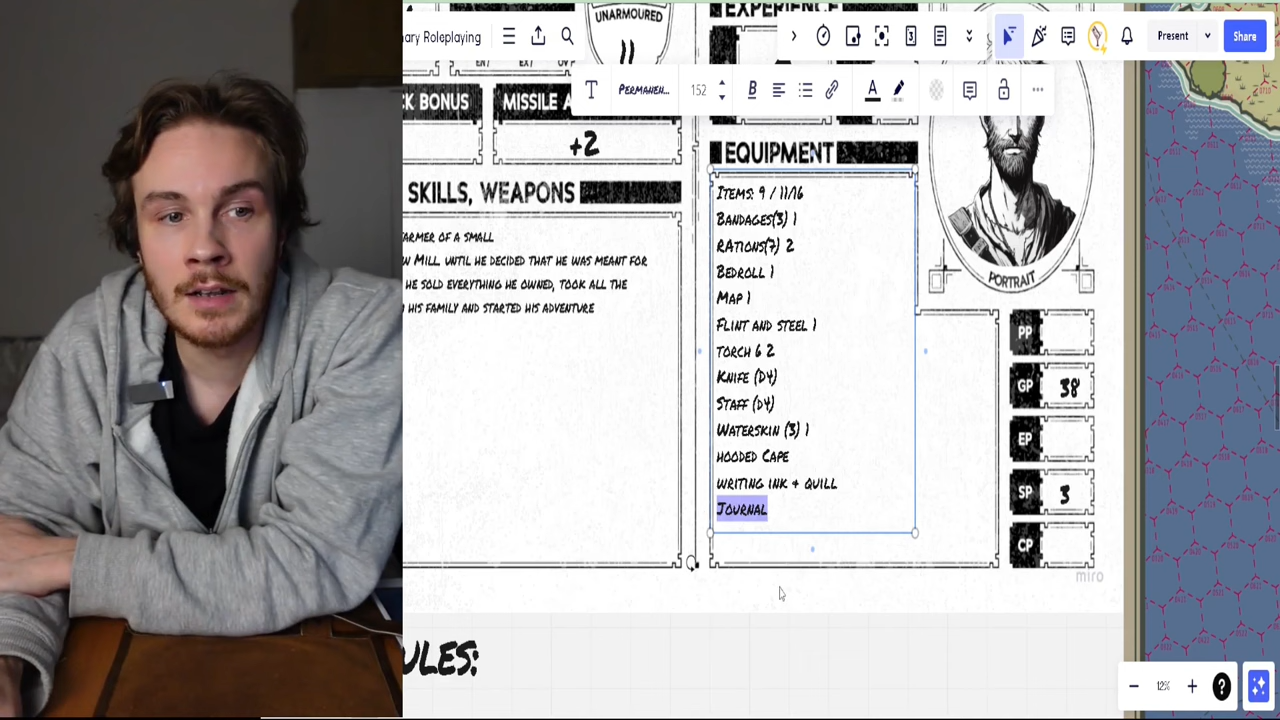 UNARMOURED
11
EXPERIENCE
ary Roleplaying
Present
Share
PERMANEN...
152
B
A
K BONUS
MISSILE A
+2
EQUIPMENT
SKILLS, WEAPONS
ITEMS: 9 / 11/16
BANDAGES(3) 1
RATIONS(7) 2
BEDROLL 1
MAP 1
FLINT AND STEEL 1
TORCH 6 2
KNIFE (D4)
STAFF (D4)
WATERSKIN (3) 1
HOODED CAPE
WRITING INK + QUILL
JOURNAL
ARMER OF A SMALL
W MILL. UNTIL HE DECIDED THAT HE WAS MEANT FOR
HE SOLD EVERYTHING HE OWNED, TOOK ALL THE
HIS FAMILY AND STARTED HIS ADVENTURE
PORTRAIT
PP
GP 38
EP
SP 3
CP
miro
ULES:
12%